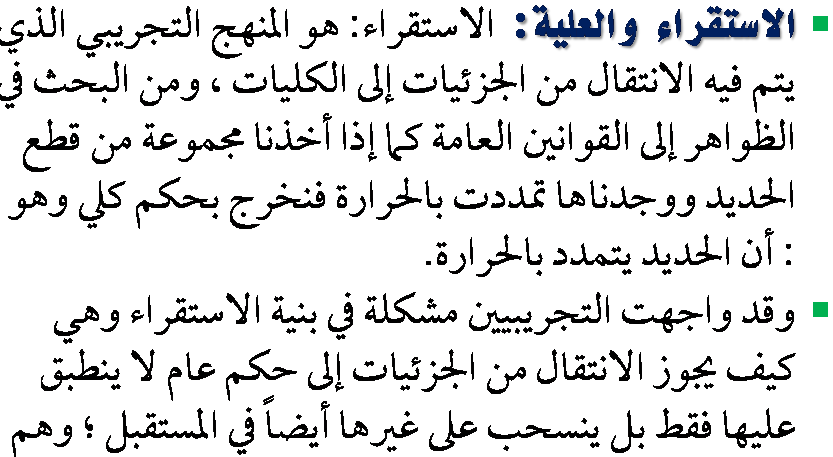 ▪ الاستقراء والعلية: الاستقراء: هو المنهج التجريبي الذي
يتم فيه الانتقال من الجزئيات إلى الكليات ، ومن البحث في
الظواهر إلى القوانين العامة كما إذا أخذنا مجموعة من قطع
الحديد ووجدناها تمددت بالحرارة فنخرج بحكم كلي وهو
: أن الحديد يتمدد بالحرارة.
▪ وقد واجهت التجريبيين مشكلة في بنية الاستقراء وهي
كيف يجوز الانتقال من الجزئيات إلى حكم عام لا ينطبق
عليها فقط بل ينسحب على غيرها أيضاً في المستقبل ؛ وهم